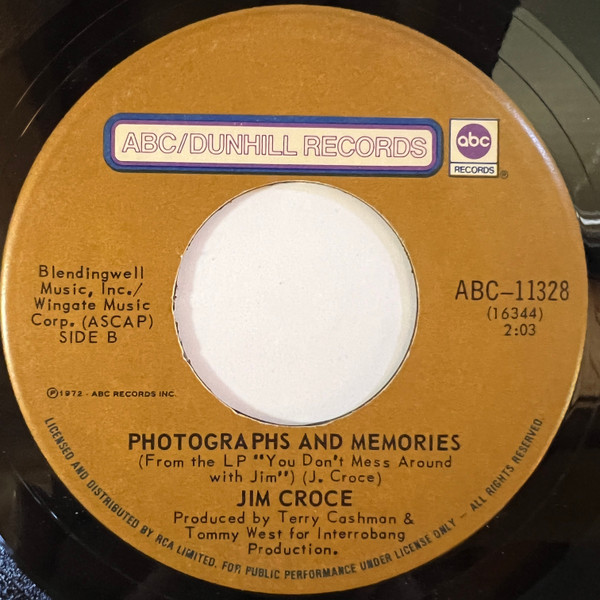 ABC/DUNHILL RECORDS
abc
RECORDS
®
Blendingwell
Music, Inc./
Wingate Music
Corp. (ASCAP)
SIDE B
ABC-11328
(16344)
2:03
Ⓟ1972 - ABC RECORDS INC.
PHOTOGRAPHS AND MEMORIES
(From the LP ""You Don't Mess Around
with Jim"") (J. Croce)
JIM CROCE
Produced by Terry Cashman &
Tommy West for Interrobang
Production.
LICENSED AND DISTRIBUTED BY RCA LIMITED. FOR PUBLIC PERFORMANCE UNDER LICENSE ONLY - ALL RIGHTS RESERVED.